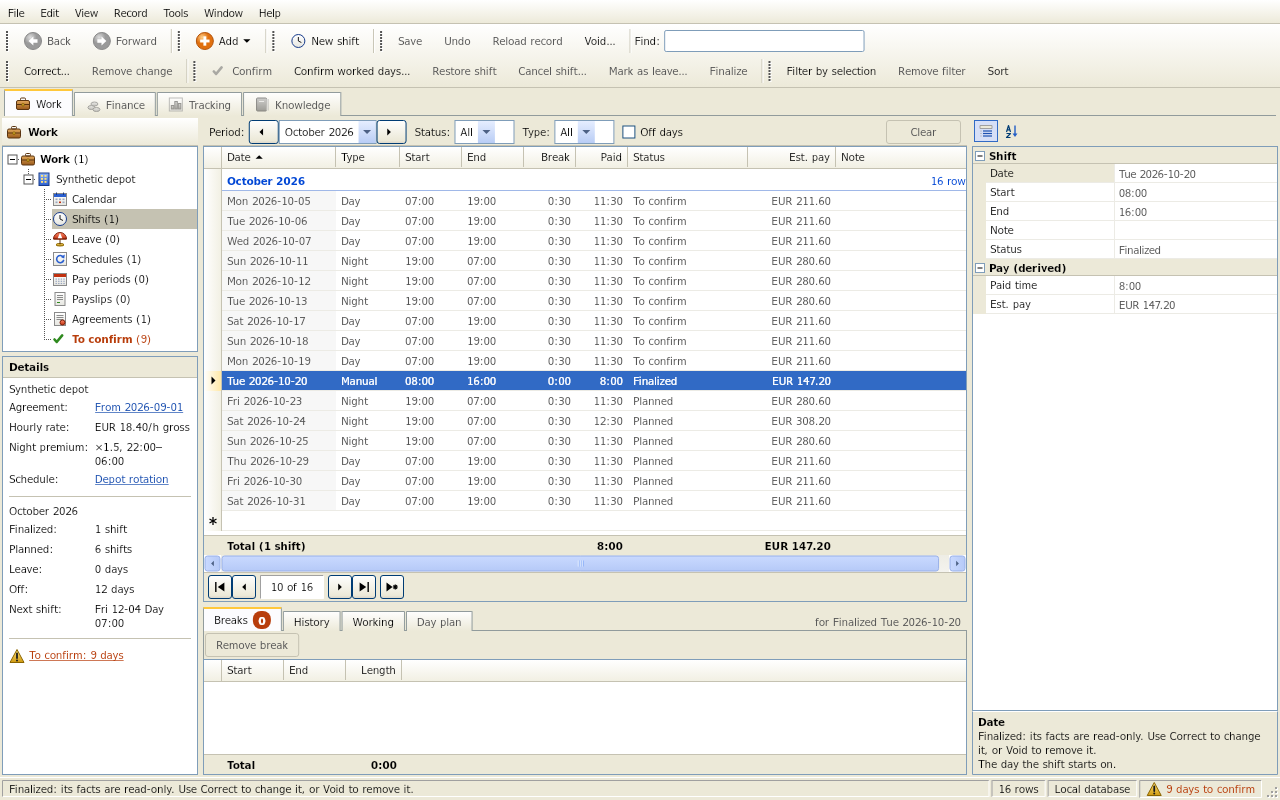 File Edit View Record Tools Window Help
Back Forward Add New shift Save Undo Reload record Void... Find:
Correct... Remove change Confirm Confirm worked days... Restore shift Cancel shift... Mark as leave... Finalize Filter by selection Remove filter Sort
Work Finance Tracking Knowledge
Work
Work (1)
Synthetic depot
Calendar
Shifts (1)
Leave (0)
Schedules (1)
Pay periods (0)
Payslips (0)
Agreements (1)
To confirm (9)
Details
Synthetic depot
Agreement: From 2026-09-01
Hourly rate: EUR 18.40/h gross
Night premium: ×1.5, 22:00–
06:00
Schedule: Depot rotation
October 2026
Finalized: 1 shift
Planned: 6 shifts
Leave: 0 days
Off: 12 days
Next shift: Fri 12-04 Day
07:00
To confirm: 9 days
Period: October 2026 Status: All Type: All Off days Clear
Date Type Start End Break Paid Status Est. pay Note
October 2026 16 row
Mon 2026-10-05 Day 07:00 19:00 0:30 11:30 To confirm EUR 211.60
Tue 2026-10-06 Day 07:00 19:00 0:30 11:30 To confirm EUR 211.60
Wed 2026-10-07 Day 07:00 19:00 0:30 11:30 To confirm EUR 211.60
Sun 2026-10-11 Night 19:00 07:00 0:30 11:30 To confirm EUR 280.60
Mon 2026-10-12 Night 19:00 07:00 0:30 11:30 To confirm EUR 280.60
Tue 2026-10-13 Night 19:00 07:00 0:30 11:30 To confirm EUR 280.60
Sat 2026-10-17 Day 07:00 19:00 0:30 11:30 To confirm EUR 211.60
Sun 2026-10-18 Day 07:00 19:00 0:30 11:30 To confirm EUR 211.60
Mon 2026-10-19 Day 07:00 19:00 0:30 11:30 To confirm EUR 211.60
Tue 2026-10-20 Manual 08:00 16:00 0:00 8:00 Finalized EUR 147.20
Fri 2026-10-23 Night 19:00 07:00 0:30 11:30 Planned EUR 280.60
Sat 2026-10-24 Night 19:00 07:00 0:30 12:30 Planned EUR 308.20
Sun 2026-10-25 Night 19:00 07:00 0:30 11:30 Planned EUR 280.60
Thu 2026-10-29 Day 07:00 19:00 0:30 11:30 Planned EUR 211.60
Fri 2026-10-30 Day 07:00 19:00 0:30 11:30 Planned EUR 211.60
Sat 2026-10-31 Day 07:00 19:00 0:30 11:30 Planned EUR 211.60
Total (1 shift) 8:00 EUR 147.20
10 of 16
Breaks 0 History Working Day plan for Finalized Tue 2026-10-20
Remove break
Start End Length
Total 0:00
Shift
Date Tue 2026-10-20
Start 08:00
End 16:00
Note
Status Finalized
Pay (derived)
Paid time 8:00
Est. pay EUR 147.20
Date
Finalized: its facts are read-only. Use Correct to change
it, or Void to remove it.
The day the shift starts on.
Finalized: its facts are read-only. Use Correct to change it, or Void to remove it. 16 rows Local database 9 days to confirm